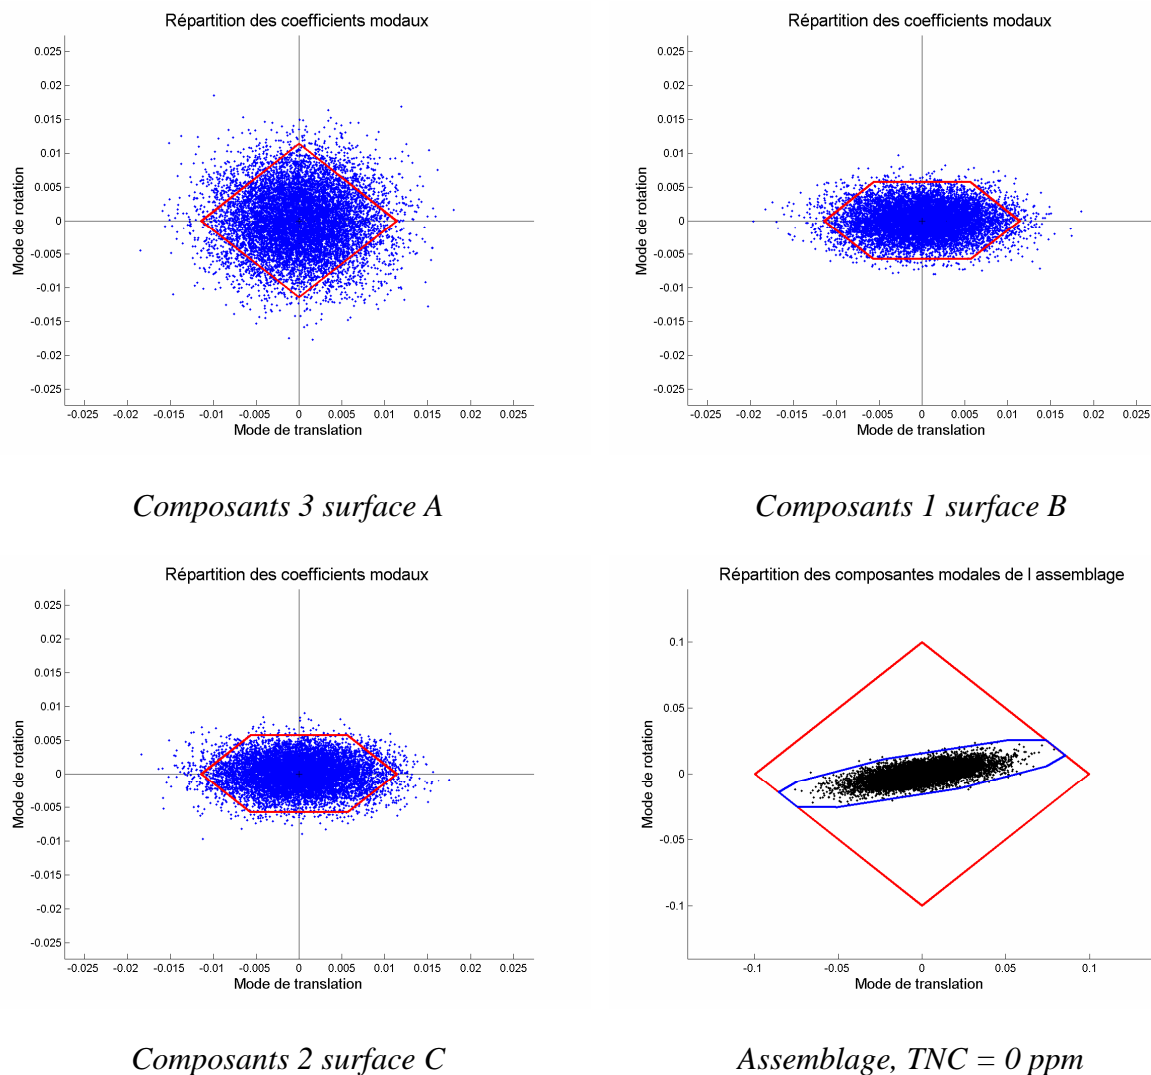 Répartition des coefficients modaux
0.025
0.02
0.015
0.01
0.005
0
-0.005
-0.01
-0.015
-0.02
-0.025
Mode de rotation
-0.025 -0.02 -0.015 -0.01 -0.005 0 0.005 0.01 0.015 0.02 0.025
Mode de translation
Composants 3 surface A
Répartition des coefficients modaux
0.025
0.02
0.015
0.01
0.005
0
-0.005
-0.01
-0.015
-0.02
-0.025
Mode de rotation
-0.025 -0.02 -0.015 -0.01 -0.005 0 0.005 0.01 0.015 0.02 0.025
Mode de translation
Composants 1 surface B
Répartition des coefficients modaux
0.025
0.02
0.015
0.01
0.005
0
-0.005
-0.01
-0.015
-0.02
-0.025
Mode de rotation
-0.025 -0.02 -0.015 -0.01 -0.005 0 0.005 0.01 0.015 0.02 0.025
Mode de translation
Composants 2 surface C
Répartition des composantes modales de l assemblage
0.1
0.05
0
-0.05
-0.1
Mode de rotation
-0.1 -0.05 0 0.05 0.1
Mode de translation
Assemblage, TNC = 0 ppm